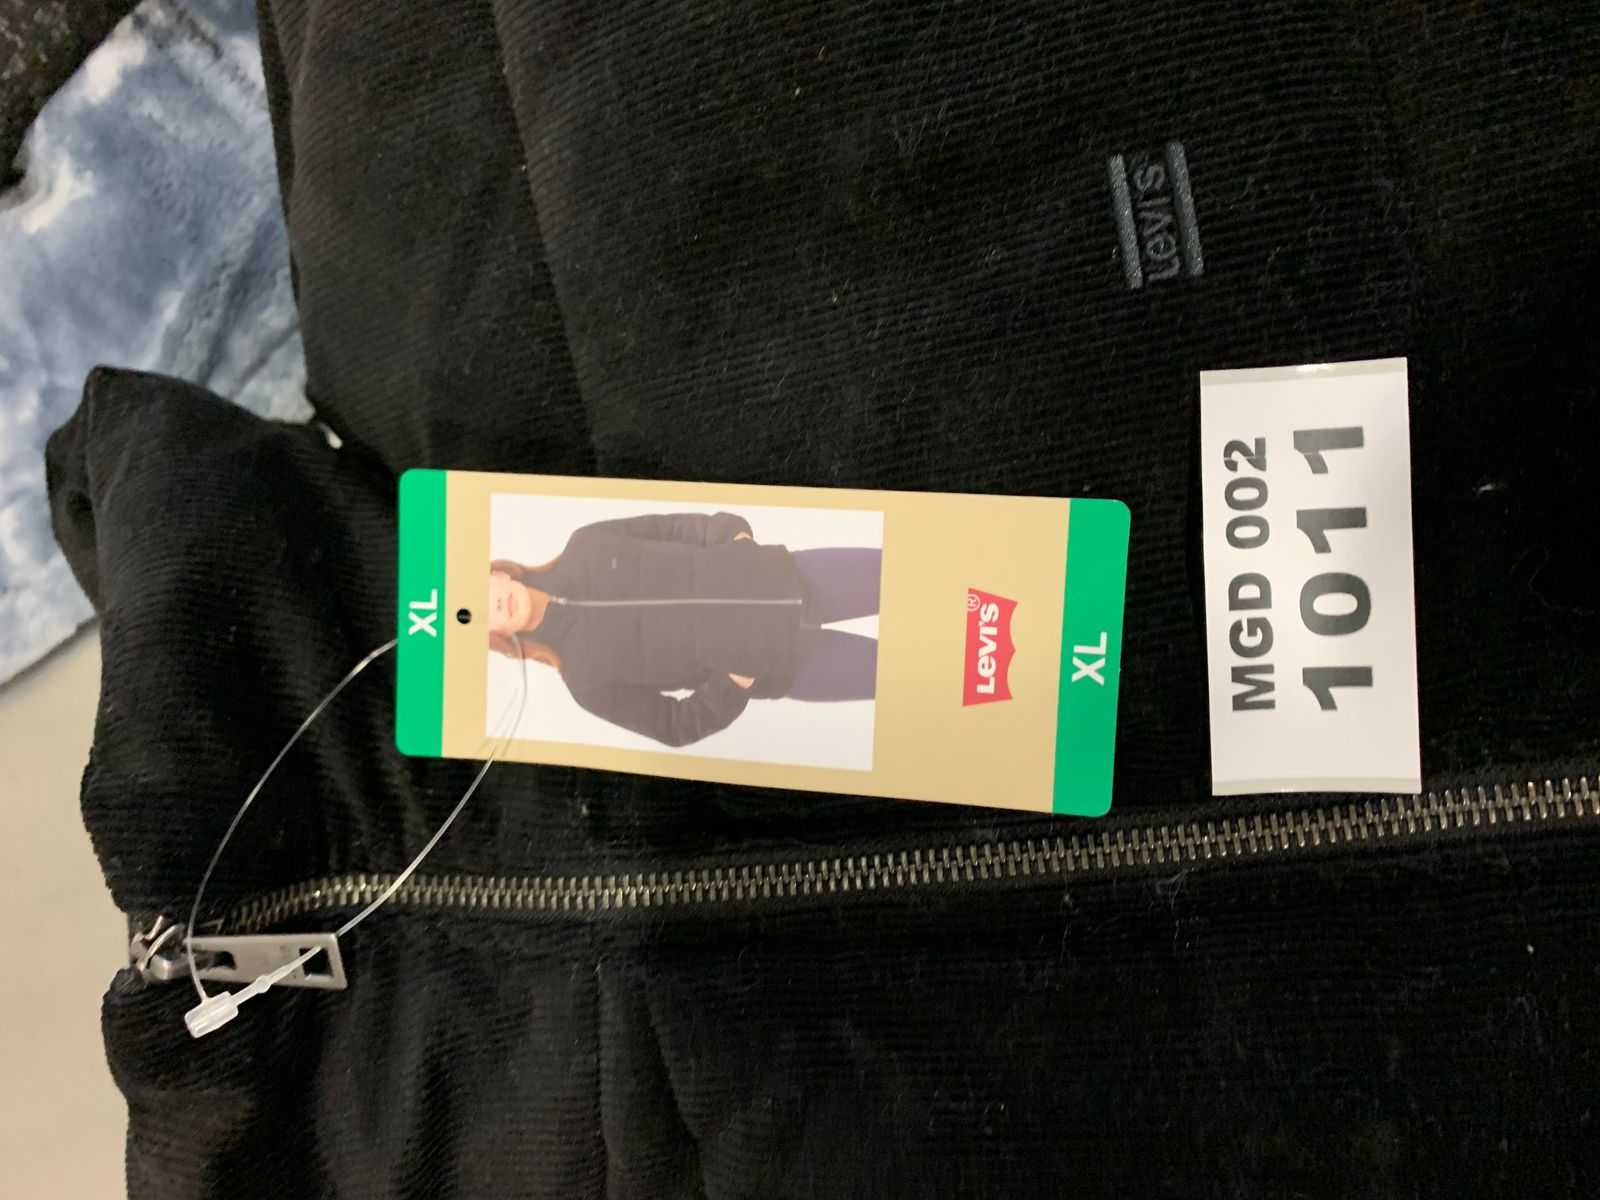 Levi's
XL
Levi's®
XL
MGD 002
1011